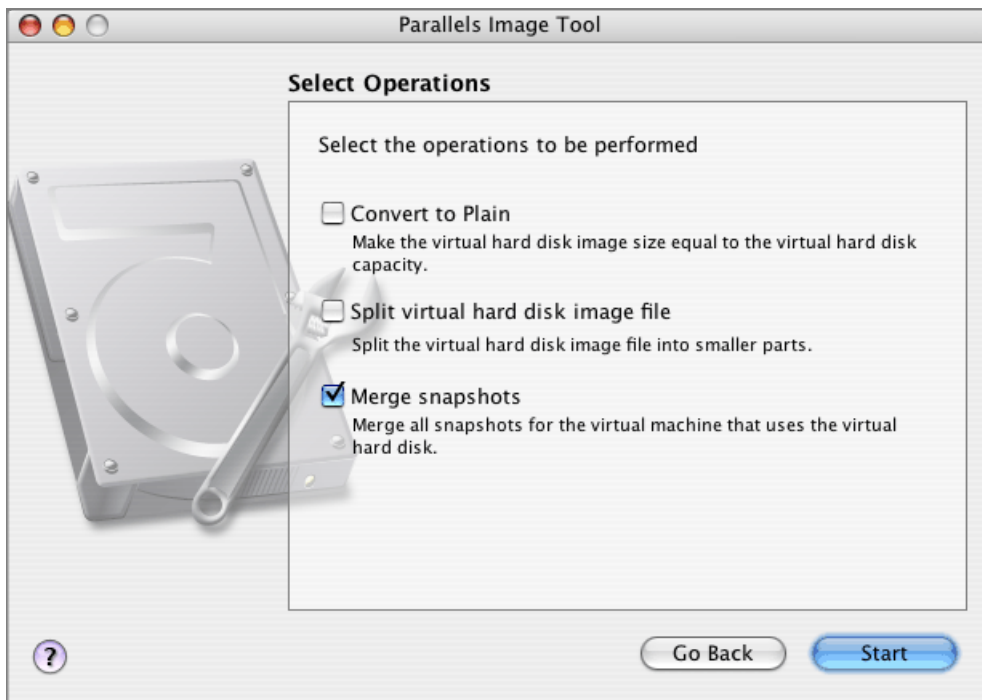 Parallels Image Tool
Select Operations
Select the operations to be performed
Convert to Plain
Make the virtual hard disk image size equal to the virtual hard disk
capacity.
Split virtual hard disk image file
Split the virtual hard disk image file into smaller parts.
Merge snapshots
Merge all snapshots for the virtual machine that uses the virtual
hard disk.
?
Go Back
Start